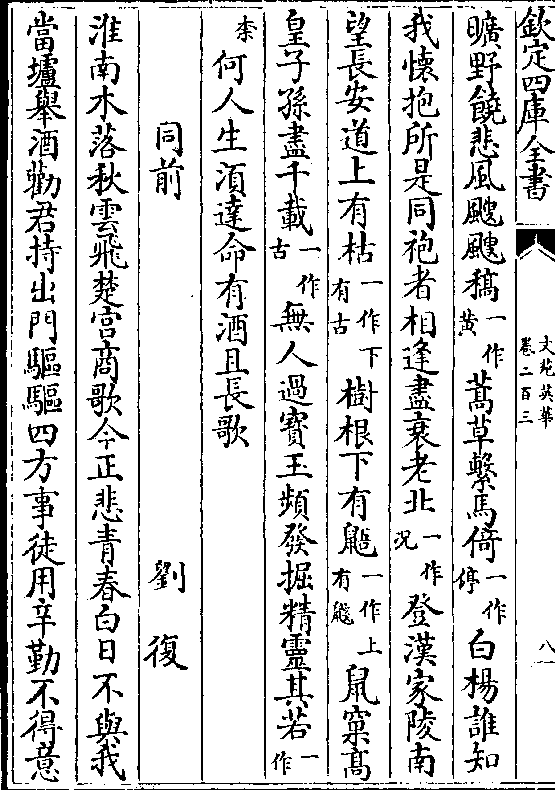 欽定四庫全書
文苑英華
卷二百三
八
曠野饒悲風颼颼稿一作黄蒿草繫馬倚一作停白楊誰知
我懷抱所是同袍者相逢盡衰老北一作况登漢家陵南
望長安道上有枯一作下有古樹根下有鼯一作上有鼯鼠窠高
皇子孫盡千載一作古無人過寳玉頻發掘精靈其若一作
柰何人生須達命有酒且長歌
同前 劉復
淮南木落秋雲飛楚宫商歌今正悲青春白日不與我
當壚舉酒勸君持出門驅驅四方事徒用辛勤不得意